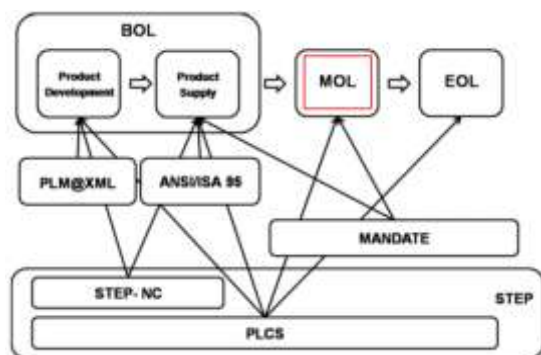 BOL
Product
Development
Product
Supply
MOL
EOL
PLM@XML
ANSI/ISA 95
MANDATE
STEP- NC
STEP
PLCS